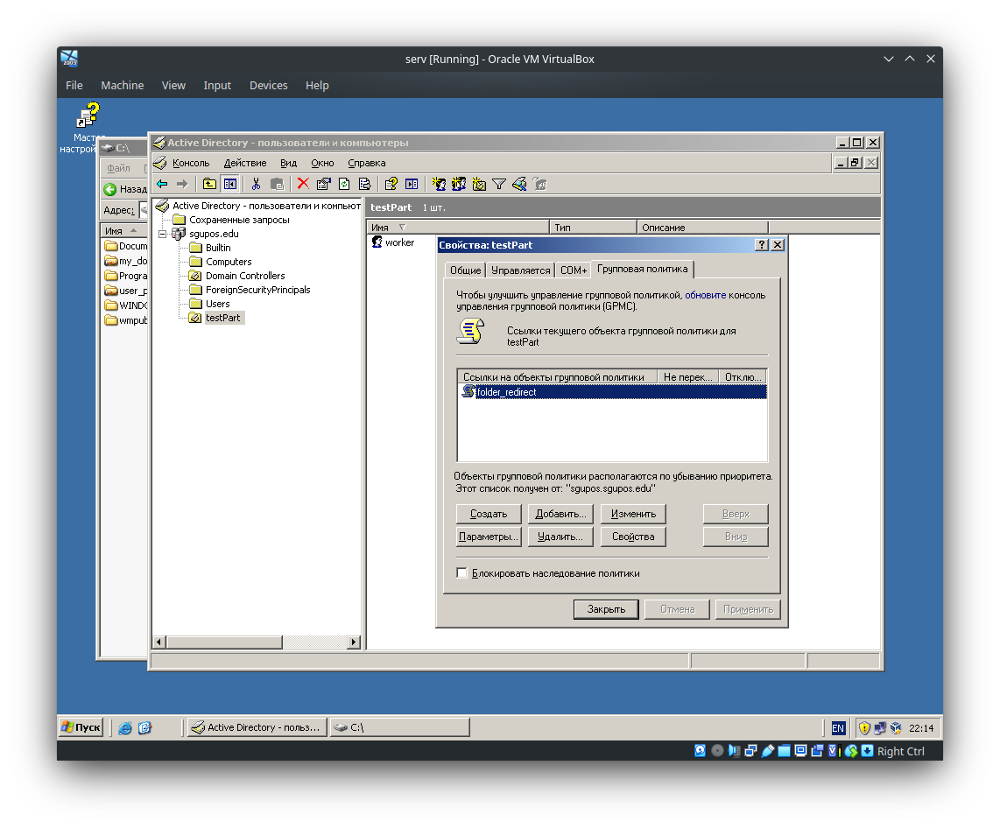 serv [Running] - Oracle VM VirtualBox
File Machine View Input Devices Help
2003
Active Directory - пользователи и компьютеры
C:\
Файл
Назад
Адрес:
Имя
Docum
my_do
Progra
user_p
WINDO
wmpub
Консоль Действие Вид Окно Справка
Active Directory - пользователи и компьют
Сохраненные запросы
sgupos.edu
Builtin
Computers
Domain Controllers
ForeignSecurityPrincipals
Users
testPart
testPart 1 шт.
Имя Тип Описание
worker
Свойства: testPart
Общие Управляется COM+ Групповая политика
Чтобы улучшить управление групповой политикой, обновите консоль
управления групповой политики (GPMC).
Ссылки текущего объекта групповой политики для
testPart
Ссылки на объекты групповой политики Не перек... Отклю...
folder_redirect
Объекты групповой политики располагаются по убыванию приоритета.
Этот список получен от: "sgupos.sgupos.edu"
Создать Добавить... Изменить Вверх
Параметры... Удалить... Свойства Вниз
Блокировать наследование политики
Закрыть Отмена Применить
Пуск
Active Directory - польз...
C:\
EN
22:14
Right Ctrl